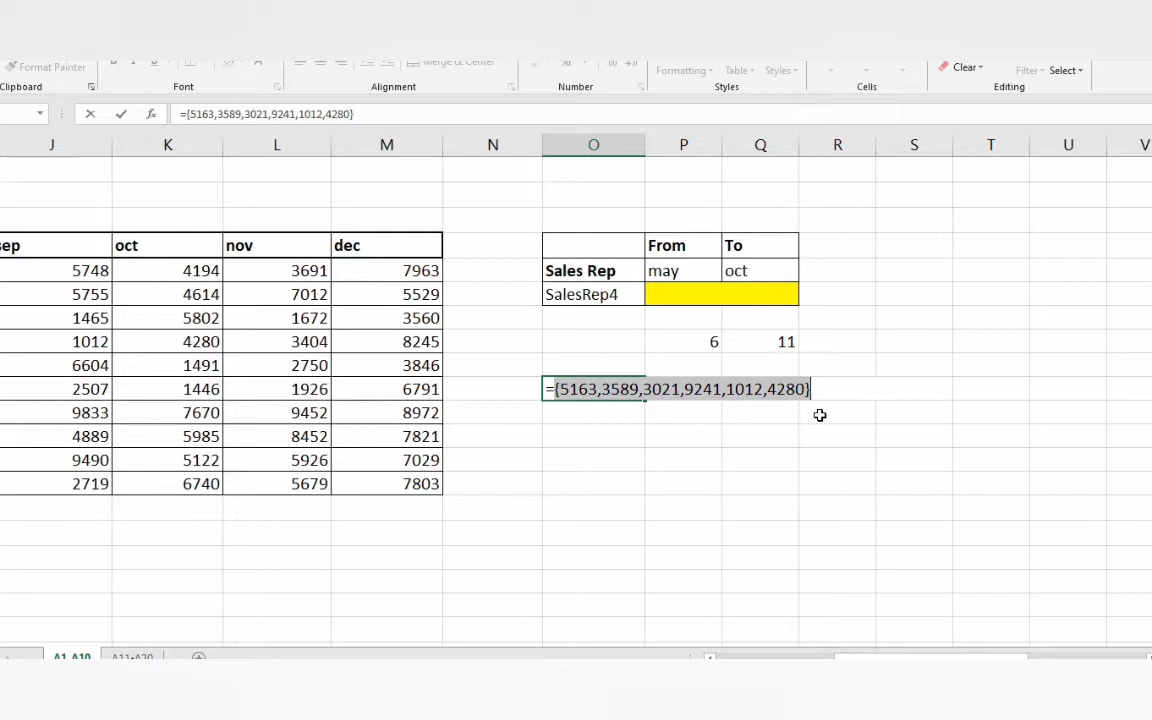 Format Painter
Merge & Center
Formatting Table Styles
Clear
Filter Select
Clipboard Font Alignment Number Styles Cells Editing
fx ={5163,3589,3021,9241,1012,4280}
J K L M N O P Q R S T U V
sep oct nov dec From To
5748 4194 3691 7963 Sales Rep may oct
5755 4614 7012 5529 SalesRep4
1465 5802 1672 3560
1012 4280 3404 8245 6 11
6604 1491 2750 3846
2507 1446 1926 6791 ={5163,3589,3021,9241,1012,4280}
9833 7670 9452 8972
4889 5985 8452 7821
9490 5122 5926 7029
2719 6740 5679 7803
A1-A10 A11-A20